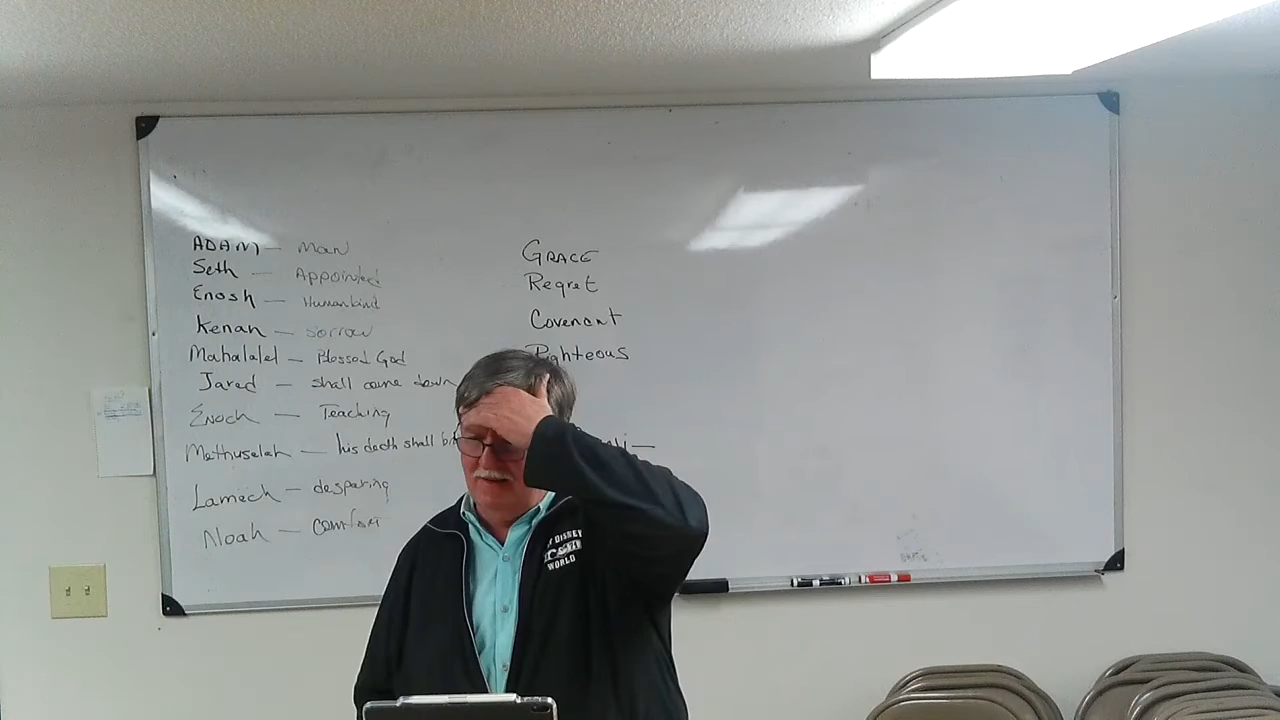 ADAM — Man
Seth — Appointed
Enosh — Humankind
Kenan — Sorrow
Mahalalel — Blessed God
Jared — shall come down
Enoch — Teaching
Methuselah — his death shall
Lamech — despairing
Noah — comfort
GRACE
Regret
Covenant
Righteous
DISNEY
WORLD